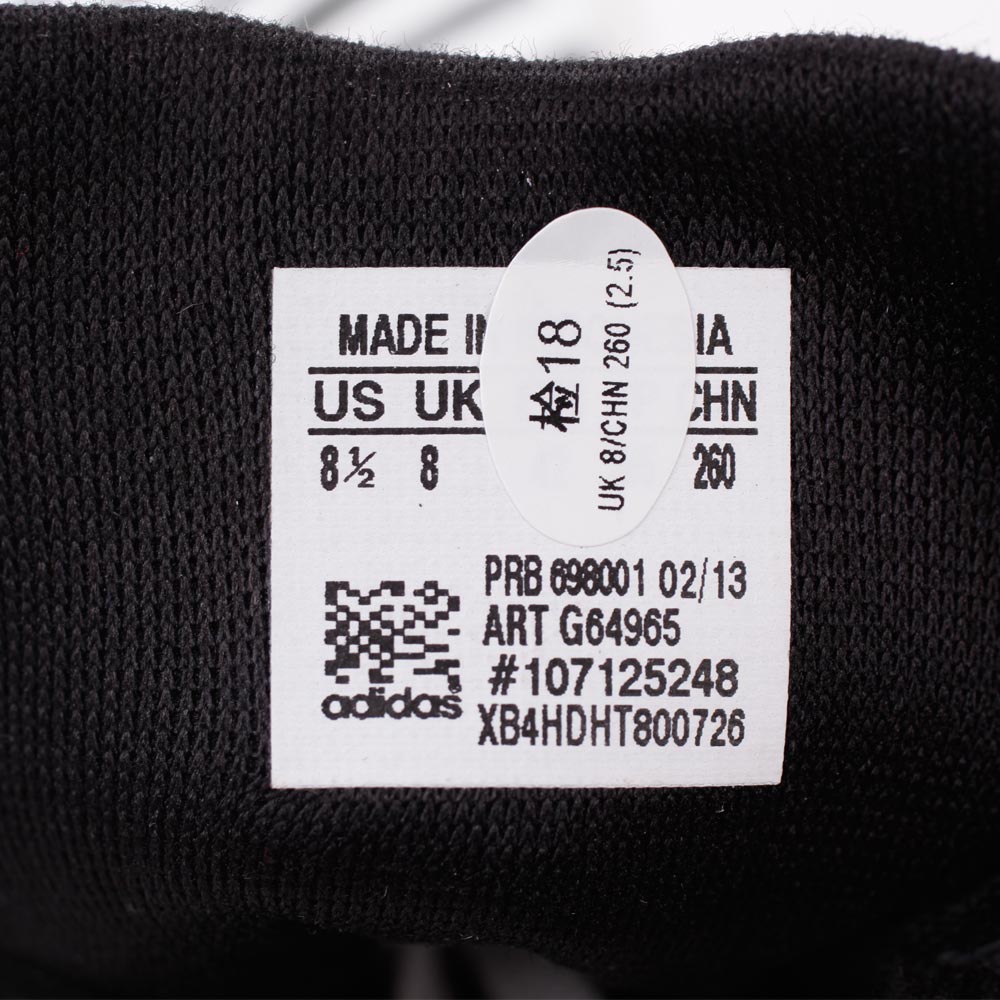 MADE IN IA
US UK CHN
8½ 8 260
检18
UK 8/CHN 260 (2.5)
PRB 698001 02/13
ART G64965
#107125248
XB4HDHT800726
adidas